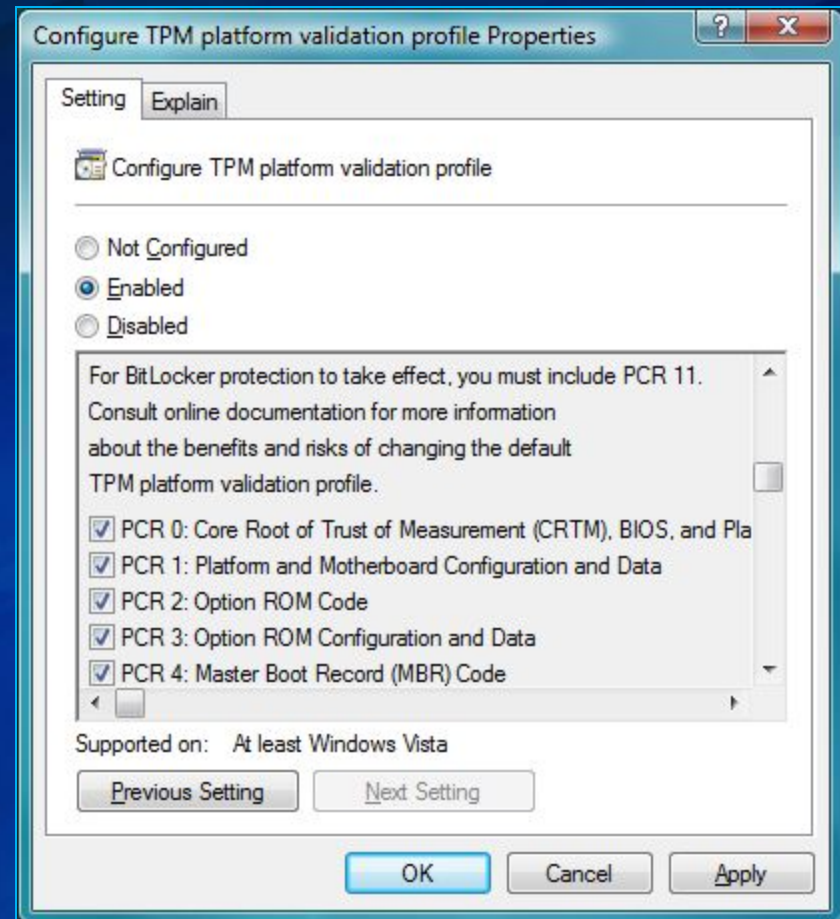 Configure TPM platform validation profile Properties
Setting Explain
Configure TPM platform validation profile
Not Configured
Enabled
Disabled
For BitLocker protection to take effect, you must include PCR 11.
Consult online documentation for more information
about the benefits and risks of changing the default
TPM platform validation profile.
PCR 0: Core Root of Trust of Measurement (CRTM), BIOS, and Pla
PCR 1: Platform and Motherboard Configuration and Data
PCR 2: Option ROM Code
PCR 3: Option ROM Configuration and Data
PCR 4: Master Boot Record (MBR) Code
Supported on: At least Windows Vista
Previous Setting Next Setting
OK Cancel Apply